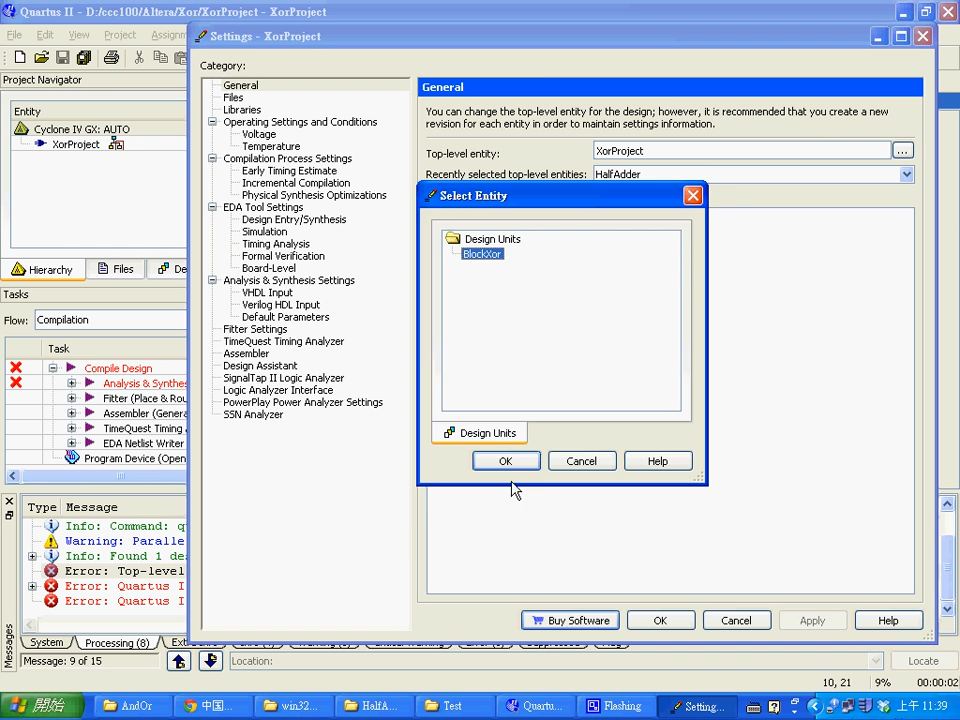 Quartus II - D:/ccc100/Altera/Xor/XorProject - XorProject
File Edit View Project Assignm
Settings - XorProject
Category:
Project Navigator
Entity
Cyclone IV GX: AUTO
XorProject
Hierarchy Files De
Tasks
Flow: Compilation
Task
Compile Design
Analysis & Synthes
Fitter (Place & Rou
Assembler (Genera
TimeQuest Timing
EDA Netlist Writer
Program Device (Open
General
Files
Libraries
Operating Settings and Conditions
Voltage
Temperature
Compilation Process Settings
Early Timing Estimate
Incremental Compilation
Physical Synthesis Optimizations
EDA Tool Settings
Design Entry/Synthesis
Simulation
Timing Analysis
Formal Verification
Board-Level
Analysis & Synthesis Settings
VHDL Input
Verilog HDL Input
Default Parameters
Fitter Settings
TimeQuest Timing Analyzer
Assembler
Design Assistant
SignalTap II Logic Analyzer
Logic Analyzer Interface
PowerPlay Power Analyzer Settings
SSN Analyzer
General
You can change the top-level entity for the design; however, it is recommended that you create a new
revision for each entity in order to maintain settings information.
Top-level entity: XorProject ...
Recently selected top-level entities: HalfAdder
Select Entity
Design Units
BlockXor
Design Units
OK Cancel Help
Buy Software OK Cancel Apply Help
Type Message
Info: Command: q
Warning: Paralle
Info: Found 1 de
Error: Top-level
Error: Quartus I
Error: Quartus I
System Processing (8)
Messages
Message: 9 of 15 Location: Locate
10, 21 9% 00:00:02
開始 AndOr 中国... win32... HalfA... Test Quartu... Flashing Setting... 上午 11:39